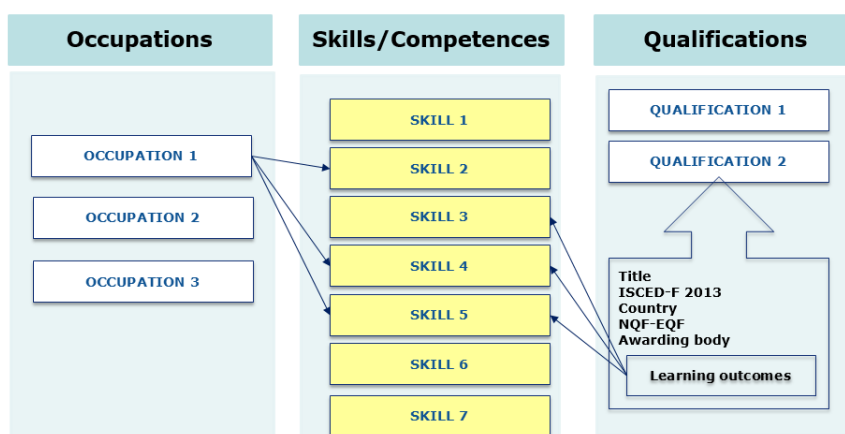 Occupations
Skills/Competences
Qualifications
OCCUPATION 1
OCCUPATION 2
OCCUPATION 3
SKILL 1
SKILL 2
SKILL 3
SKILL 4
SKILL 5
SKILL 6
SKILL 7
QUALIFICATION 1
QUALIFICATION 2
Title
ISCED-F 2013
Country
NQF-EQF
Awarding body
Learning outcomes